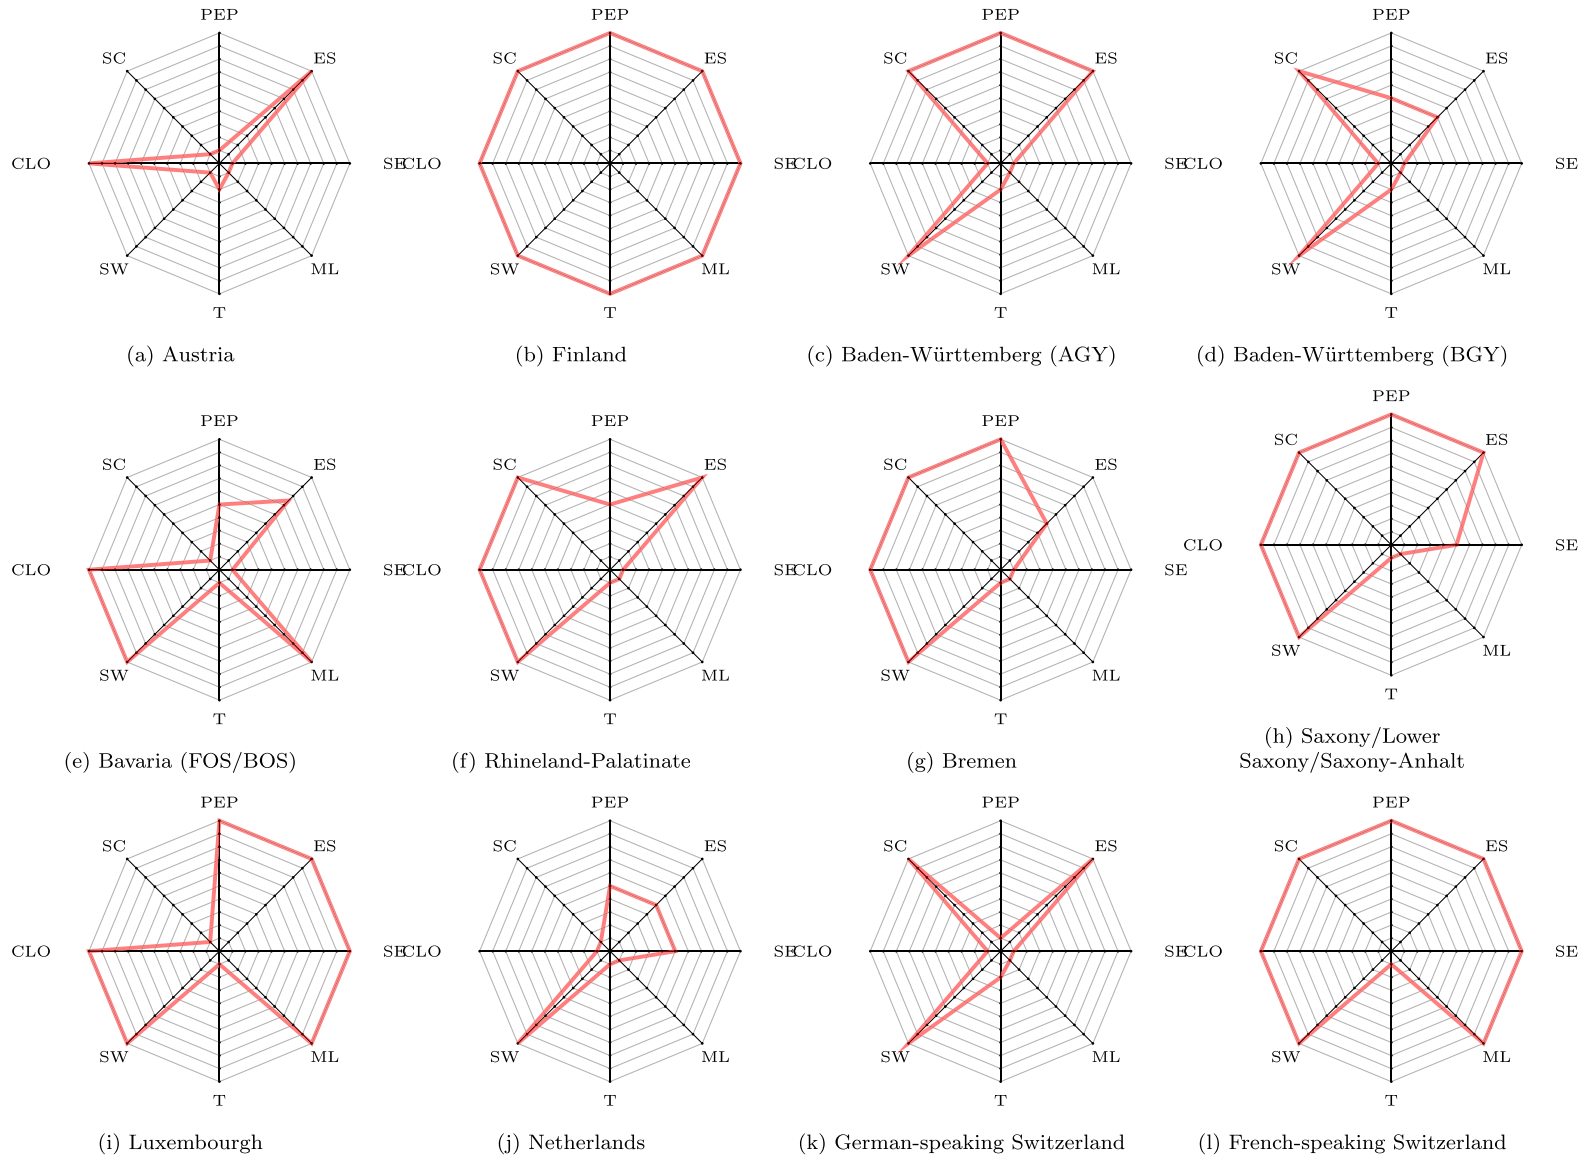 PEP
SC
ES
CLO
SE
SW
ML
T
(a) Austria
PEP
SC
ES
CLO
SE
SW
ML
T
(b) Finland
PEP
SC
ES
CLO
SE
SW
ML
T
(c) Baden-Württemberg (AGY)
PEP
SC
ES
CLO
SE
SW
ML
T
(d) Baden-Württemberg (BGY)
PEP
SC
ES
CLO
SE
SW
ML
T
(e) Bavaria (FOS/BOS)
PEP
SC
ES
CLO
SE
SW
ML
T
(f) Rhineland-Palatinate
PEP
SC
ES
CLO
SE
SW
ML
T
(g) Bremen
PEP
SC
ES
CLO
SE
SW
ML
T
(h) Saxony/Lower
Saxony/Saxony-Anhalt
PEP
SC
ES
CLO
SE
SW
ML
T
(i) Luxembourgh
PEP
SC
ES
CLO
SE
SW
ML
T
(j) Netherlands
PEP
SC
ES
CLO
SE
SW
ML
T
(k) German-speaking Switzerland
PEP
SC
ES
CLO
SE
SW
ML
T
(l) French-speaking Switzerland